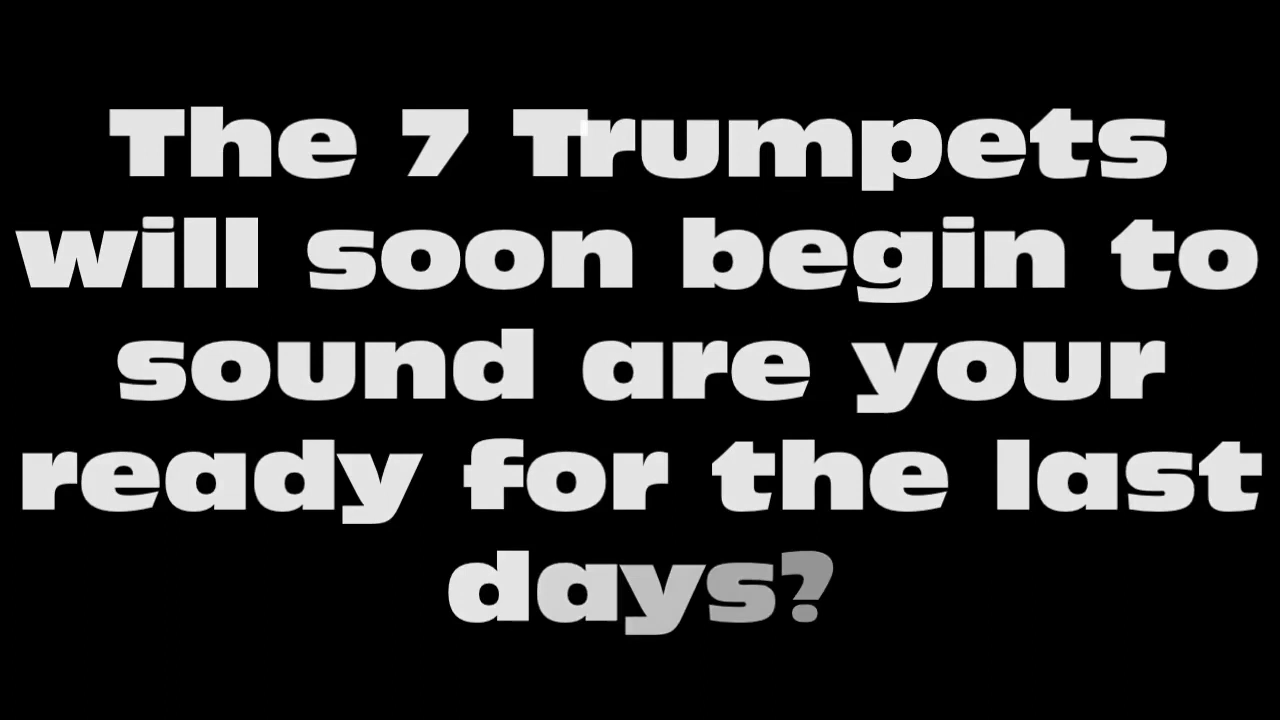 The 7 Trumpets
will soon begin to
sound are your
ready for the last
days?